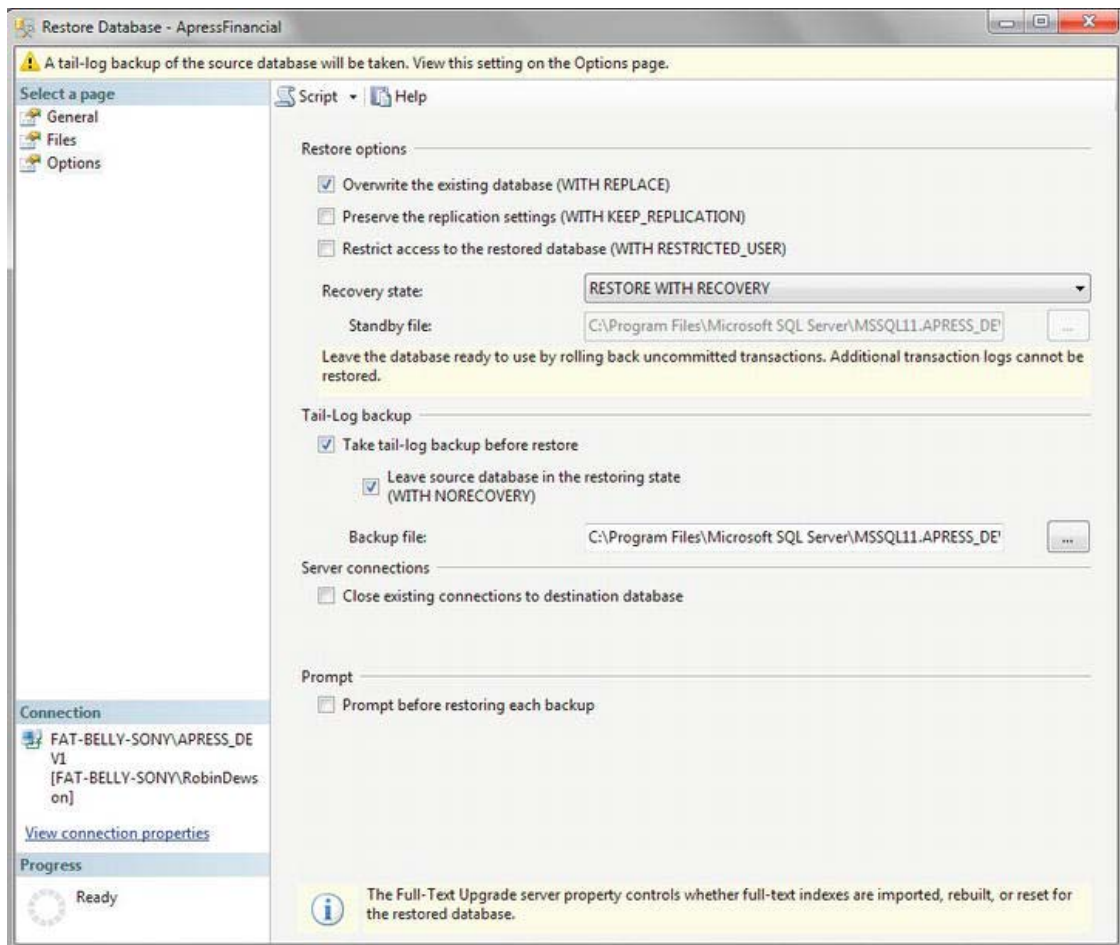 Restore Database - ApressFinancial
A tail-log backup of the source database will be taken. View this setting on the Options page.
Select a page
General
Files
Options
Script
Help
Restore options
Overwrite the existing database (WITH REPLACE)
Preserve the replication settings (WITH KEEP_REPLICATION)
Restrict access to the restored database (WITH RESTRICTED_USER)
Recovery state:
RESTORE WITH RECOVERY
Standby file:
C:\Program Files\Microsoft SQL Server\MSSQL11.APRESS_DE'
...
Leave the database ready to use by rolling back uncommitted transactions. Additional transaction logs cannot be
restored.
Tail-Log backup
Take tail-log backup before restore
Leave source database in the restoring state
(WITH NORECOVERY)
Backup file:
C:\Program Files\Microsoft SQL Server\MSSQL11.APRESS_DE'
...
Server connections
Close existing connections to destination database
Prompt
Prompt before restoring each backup
Connection
FAT-BELLY-SONY\APRESS_DE
V1
[FAT-BELLY-SONY\RobinDews
on]
View connection properties
Progress
Ready
The Full-Text Upgrade server property controls whether full-text indexes are imported, rebuilt, or reset for
the restored database.